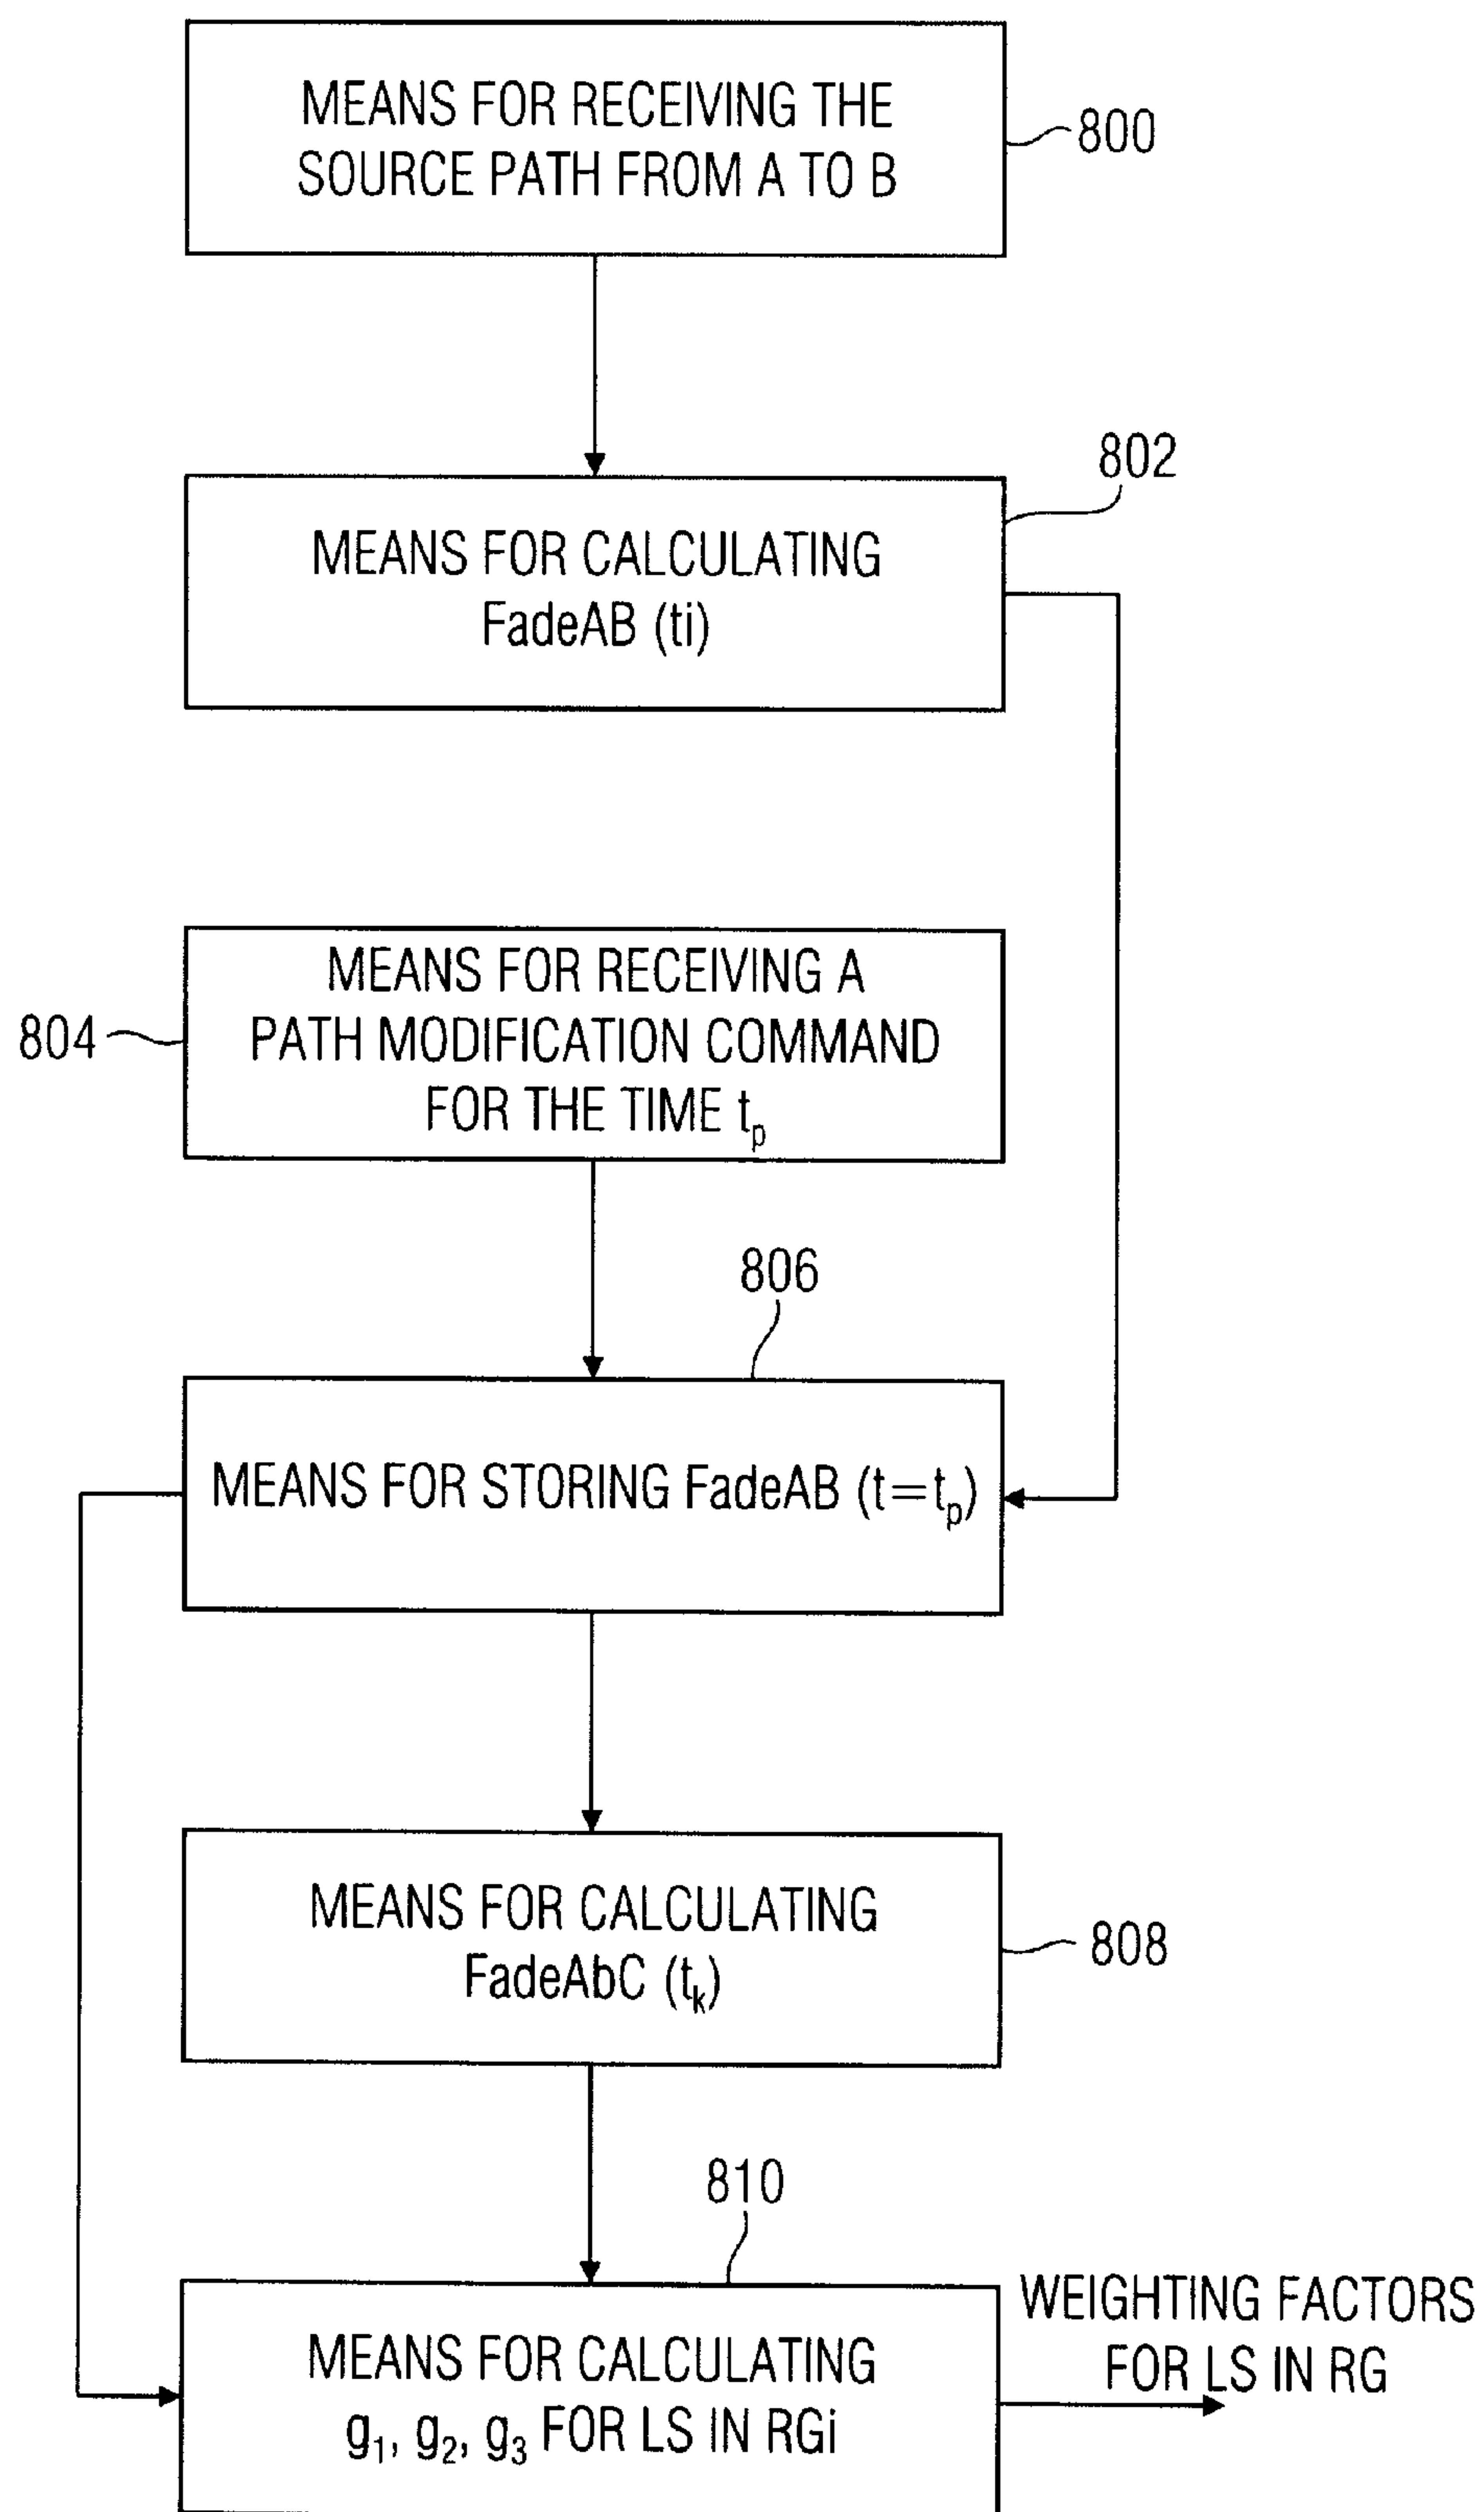 MEANS FOR RECEIVING THE
SOURCE PATH FROM A TO B
800
802
MEANS FOR CALCULATING
FadeAB (ti)
MEANS FOR RECEIVING A
PATH MODIFICATION COMMAND
FOR THE TIME tp
804
806
MEANS FOR STORING FadeAB (t=tp)
MEANS FOR CALCULATING
FadeAbC (tk)
808
810
MEANS FOR CALCULATING
g1, g2, g3 FOR LS IN RGi
WEIGHTING FACTORS
FOR LS IN RG